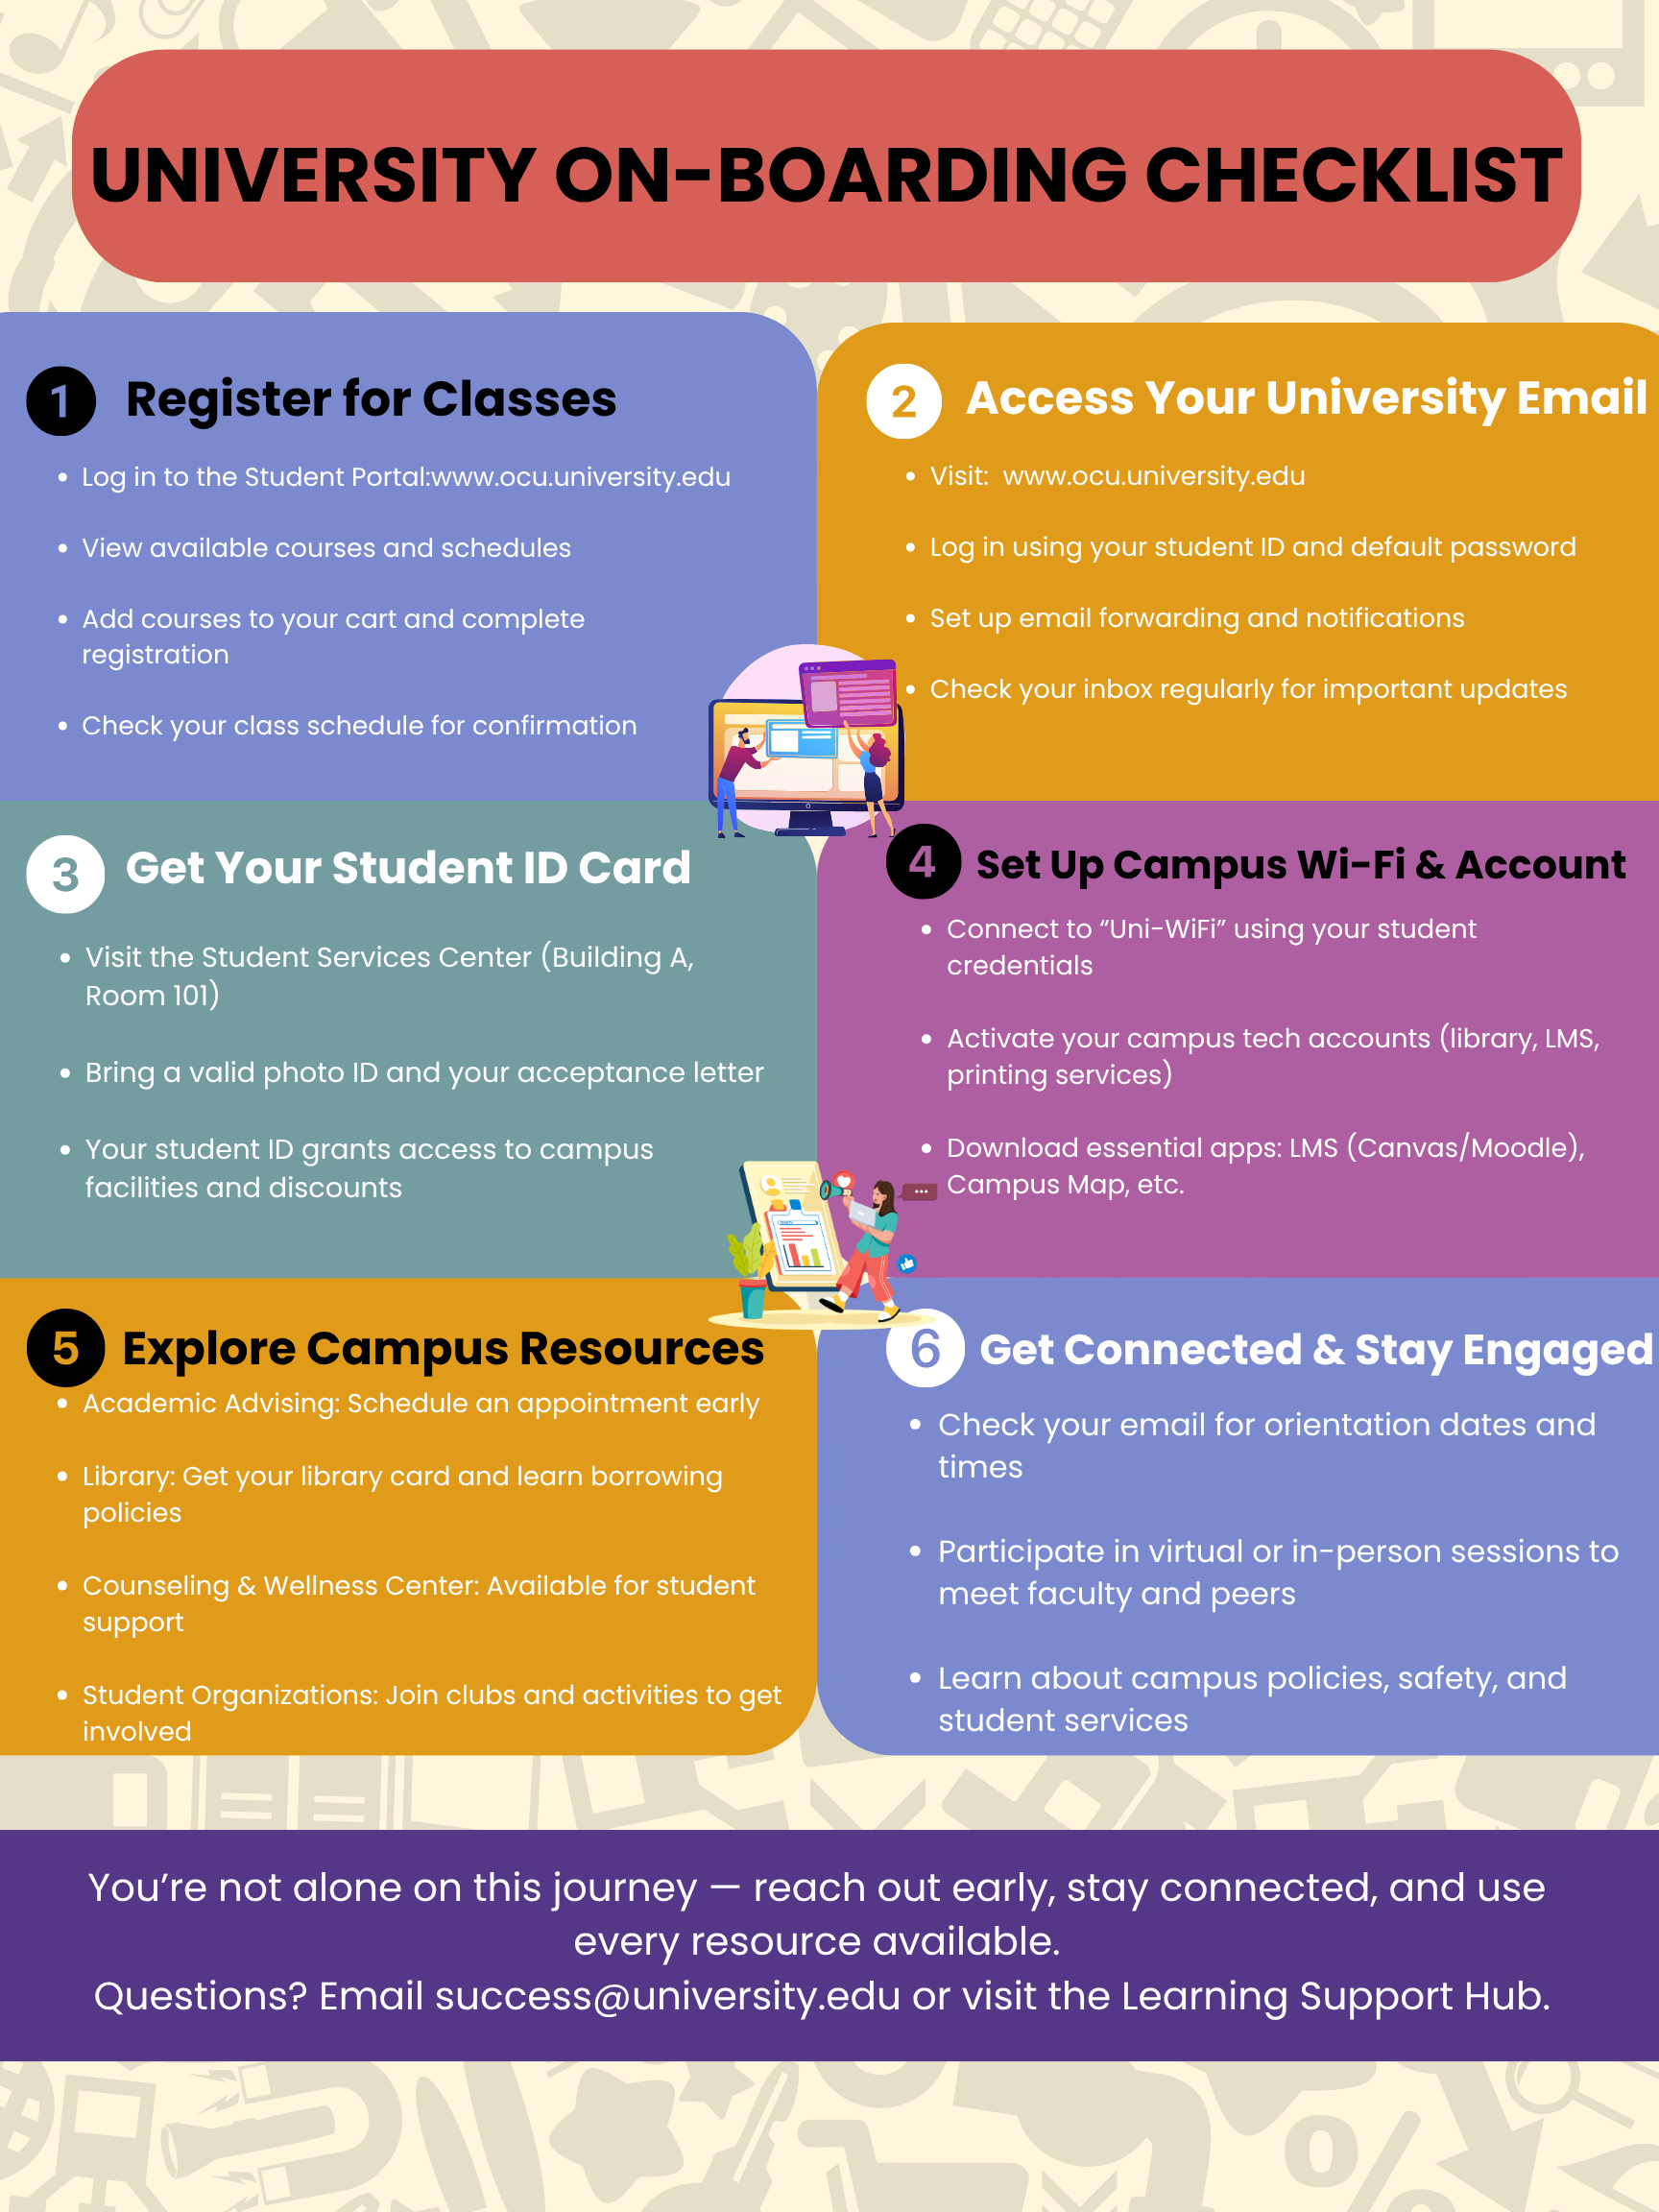 UNIVERSITY ON-BOARDING CHECKLIST
1 Register for Classes
• Log in to the Student Portal:www.ocu.university.edu
• View available courses and schedules
• Add courses to your cart and complete
registration
• Check your class schedule for confirmation
2 Access Your University Email
• Visit:  www.ocu.university.edu
• Log in using your student ID and default password
• Set up email forwarding and notifications
• Check your inbox regularly for important updates
3 Get Your Student ID Card
• Visit the Student Services Center (Building A,
Room 101)
• Bring a valid photo ID and your acceptance letter
• Your student ID grants access to campus
facilities and discounts
4 Set Up Campus Wi-Fi & Account
• Connect to “Uni-WiFi” using your student
credentials
• Activate your campus tech accounts (library, LMS,
printing services)
• Download essential apps: LMS (Canvas/Moodle),
Campus Map, etc.
5 Explore Campus Resources
• Academic Advising: Schedule an appointment early
• Library: Get your library card and learn borrowing
policies
• Counseling & Wellness Center: Available for student
support
• Student Organizations: Join clubs and activities to get
involved
6 Get Connected & Stay Engaged
• Check your email for orientation dates and
times
• Participate in virtual or in-person sessions to
meet faculty and peers
• Learn about campus policies, safety, and
student services
You’re not alone on this journey — reach out early, stay connected, and use
every resource available.
Questions? Email success@university.edu or visit the Learning Support Hub.